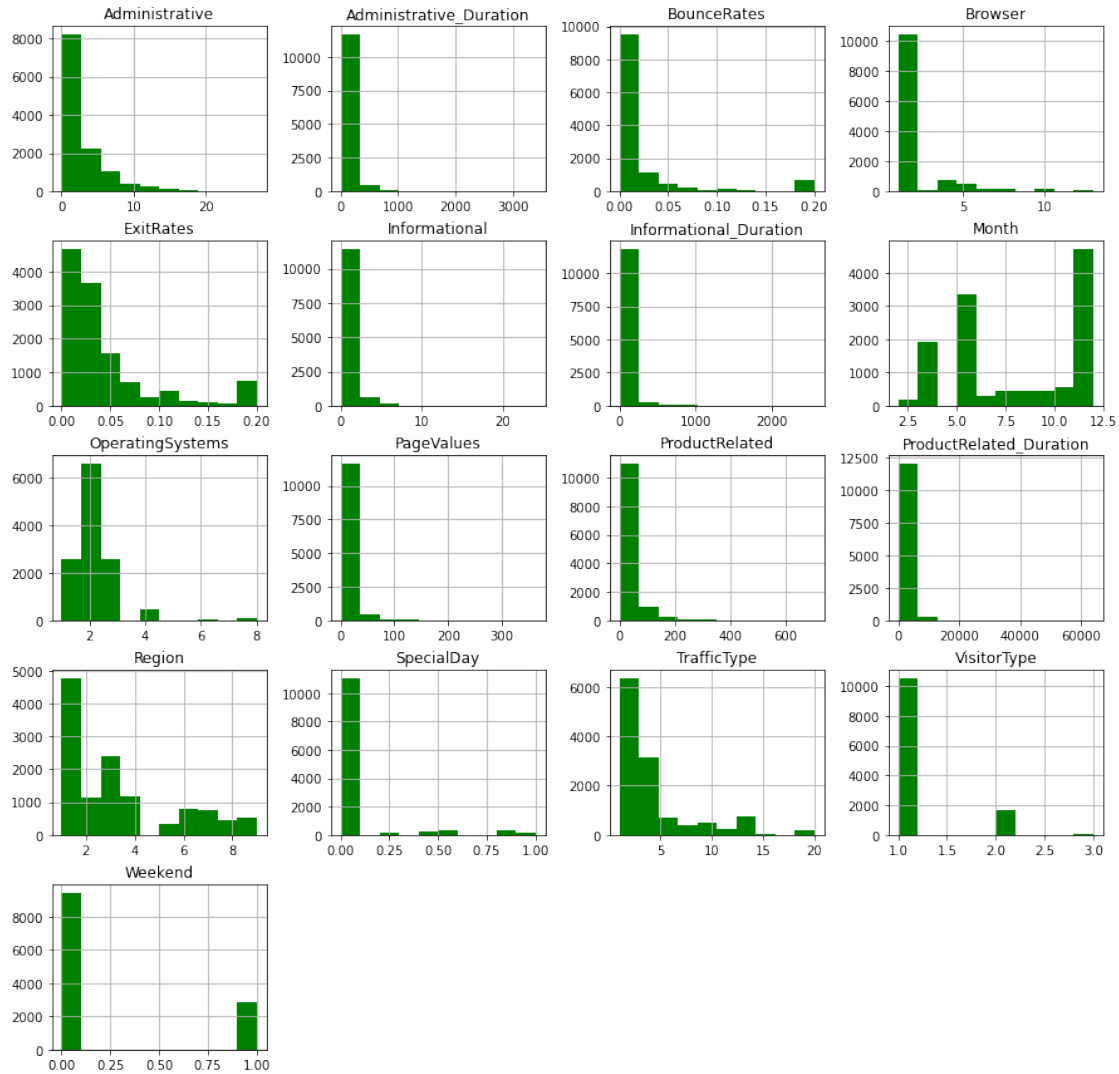 Administrative
8000
6000
4000
2000
0
0 10 20
Administrative_Duration
10000
7500
5000
2500
0
0 1000 2000 3000
BounceRates
10000
8000
6000
4000
2000
0
0.00 0.05 0.10 0.15 0.20
Browser
10000
8000
6000
4000
2000
0
5 10
ExitRates
4000
3000
2000
1000
0
0.00 0.05 0.10 0.15 0.20
Informational
10000
7500
5000
2500
0
0 10 20
Informational_Duration
10000
7500
5000
2500
0
0 1000 2000
Month
4000
3000
2000
1000
0
2.5 5.0 7.5 10.0 12.5
OperatingSystems
6000
4000
2000
0
2 4 6 8
PageValues
10000
7500
5000
2500
0
0 100 200 300
ProductRelated
10000
8000
6000
4000
2000
0
0 200 400 600
ProductRelated_Duration
12500
10000
7500
5000
2500
0
0 20000 40000 60000
Region
5000
4000
3000
2000
1000
0
2 4 6 8
SpecialDay
10000
8000
6000
4000
2000
0
0.00 0.25 0.50 0.75 1.00
TrafficType
6000
4000
2000
0
5 10 15 20
VisitorType
10000
8000
6000
4000
2000
0
1.0 1.5 2.0 2.5 3.0
Weekend
8000
6000
4000
2000
0
0.00 0.25 0.50 0.75 1.00